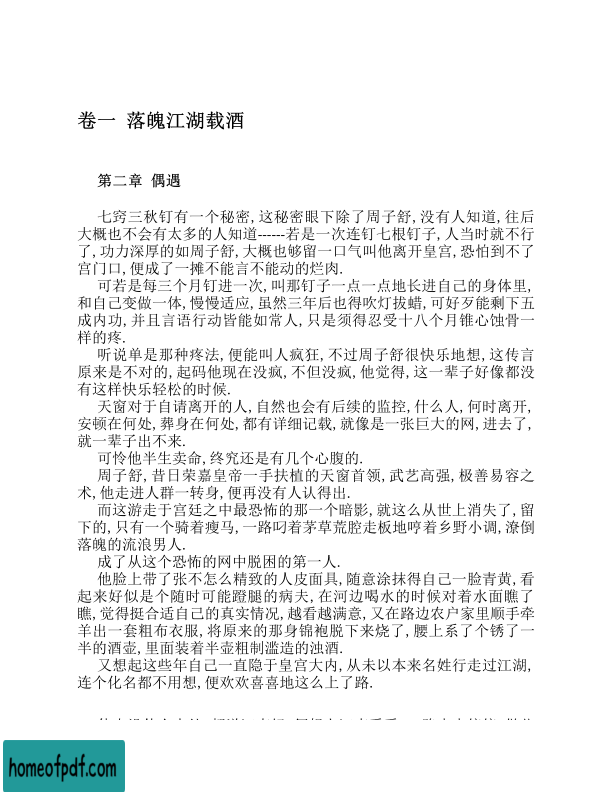 卷一 落魄江湖载酒
第二章 偶遇
七窍三秋钉有一个秘密,这秘密眼下除了周子舒,没有人知道,往后
大概也不会有太多的人知道------若是一次连钉七根钉子,人当时就不行
了,功力深厚的如周子舒,大概也够留一口气叫他离开皇宫,恐怕到不了
宫门口,便成了一摊不能言不能动的烂肉.
可若是每三个月钉进一次,叫那钉子一点一点地长进自己的身体里,
和自己变做一体,慢慢适应,虽然三年后也得吹灯拔蜡,可好歹能剩下五
成内功,并且言语行动皆能如常人,只是须得忍受十八个月锥心蚀骨一
样的疼.
听说单是那种疼法,便能叫人疯狂,不过周子舒很快乐地想,这传言
原来是不对的,起码他现在没疯,不但没疯,他觉得,这一辈子好像都没
有这样快乐轻松的时候.
天窗对于自请离开的人,自然也会有后续的监控,什么人,何时离开,
安顿在何处,葬身在何处,都有详细记载,就像是一张巨大的网,进去了,
就一辈子出不来.
可怜他半生卖命,终究还是有几个心腹的.
周子舒,昔日荣嘉皇帝一手扶植的天窗首领,武艺高强,极善易容之
术,他走进人群一转身,便再没有人认得出.
而这游走于宫廷之中最恐怖的那一个暗影,就这么从世上消失了,留
下的,只有一个骑着瘦马,一路叼着茅草荒腔走板地哼着乡野小调,潦倒
落魄的流浪男人.
成了从这个恐怖的网中脱困的第一人.
他脸上带了张不怎么精致的人皮面具,随意涂抹得自己一脸青黄,看
起来好似是个随时可能蹬腿的病夫,在河边喝水的时候对着水面瞧了
瞧,觉得挺合适自己的真实情况,越看越满意,又在路边农户家里顺手牵
羊出一套粗布衣服,将原来的那身锦袍脱下来烧了,腰上系了个锈了一
半的酒壶,里面装着半壶粗制滥造的浊酒.
又想起这些年自己一直隐于皇宫大内,从未以本来名姓行走过江湖,
连个化名都不用想,便欢欢喜喜地这么上了路.
homeofpdf.com